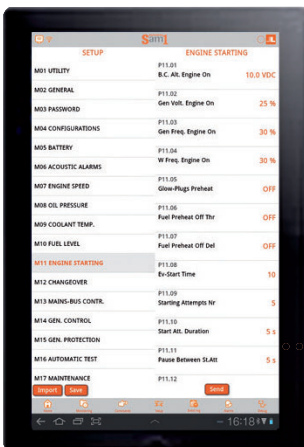 Sam1
SETUP
ENGINE STARTING
M01 UTILITY
M02 GENERAL
M03 PASSWORD
M04 CONFIGURATIONS
M05 BATTERY
M06 ACOUSTIC ALARMS
M07 ENGINE SPEED
M08 OIL PRESSURE
M09 COOLANT TEMP.
M10 FUEL LEVEL
M11 ENGINE STARTING
M12 CHANGEOVER
M13 MAINS-BUS CONTR.
M14 GEN. CONTROL
M15 GEN. PROTECTION
M16 AUTOMATIC TEST
M17 MAINTENANCE
Import Save
P11.01
B.C. Alt. Engine On 10.0 VDC
P11.02
Gen Volt. Engine On 25 %
P11.03
Gen Freq. Engine On 30 %
P11.04
W Freq. Engine On 30 %
P11.05
Glow-Plugs Preheat OFF
P11.06
Fuel Preheat Off Thr OFF
P11.07
Fuel Preheat Off Del OFF
P11.08
Ev-Start Time 10
P11.09
Starting Attempts Nr 5
P11.10
Start Att. Duration 5 s
P11.11
Pause Between St.Att 5 s
P11.12
Send
16:18